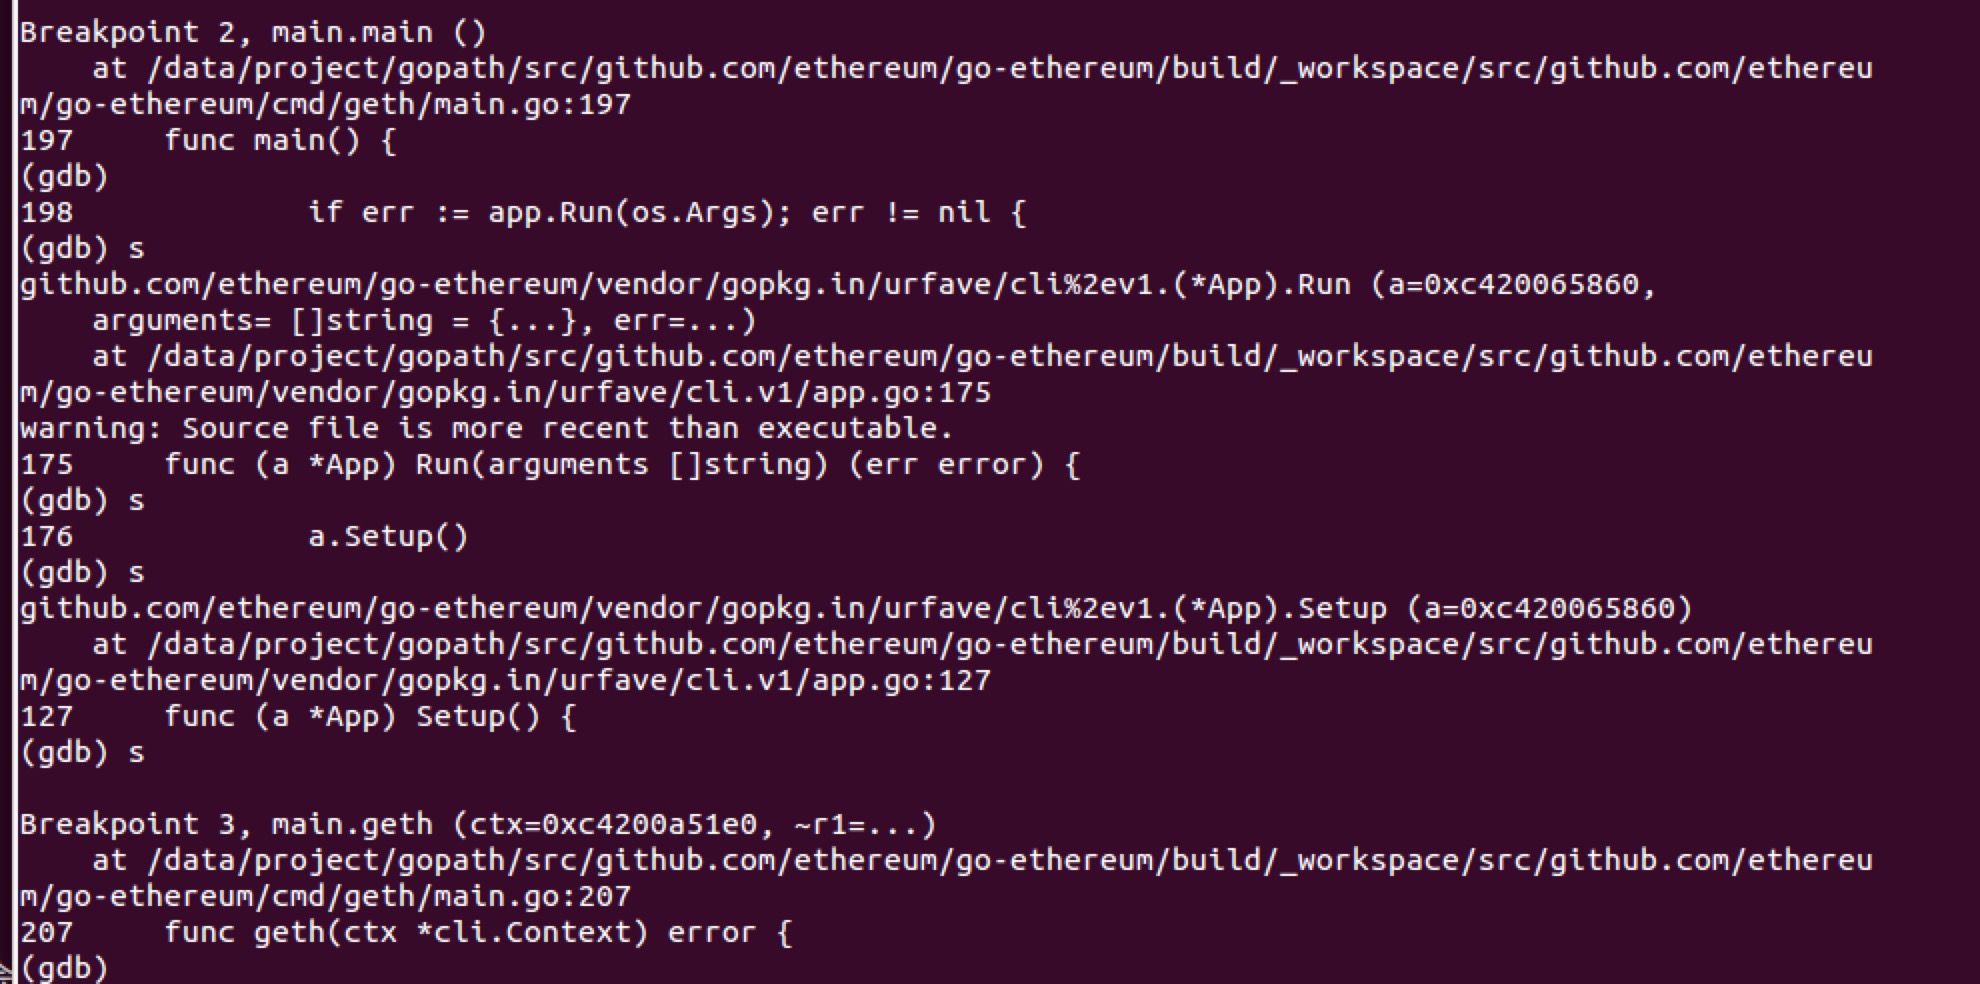 Breakpoint 2, main.main ()
    at /data/project/gopath/src/github.com/ethereum/go-ethereum/build/_workspace/src/github.com/ethereu
m/go-ethereum/cmd/geth/main.go:197
197     func main() {
(gdb)
198             if err := app.Run(os.Args); err != nil {
(gdb) s
github.com/ethereum/go-ethereum/vendor/gopkg.in/urfave/cli%2ev1.(*App).Run (a=0xc420065860,
    arguments= []string = {...}, err=...)
    at /data/project/gopath/src/github.com/ethereum/go-ethereum/build/_workspace/src/github.com/ethereu
m/go-ethereum/vendor/gopkg.in/urfave/cli.v1/app.go:175
warning: Source file is more recent than executable.
175     func (a *App) Run(arguments []string) (err error) {
(gdb) s
176             a.Setup()
(gdb) s
github.com/ethereum/go-ethereum/vendor/gopkg.in/urfave/cli%2ev1.(*App).Setup (a=0xc420065860)
    at /data/project/gopath/src/github.com/ethereum/go-ethereum/build/_workspace/src/github.com/ethereu
m/go-ethereum/vendor/gopkg.in/urfave/cli.v1/app.go:127
127     func (a *App) Setup() {
(gdb) s

Breakpoint 3, main.geth (ctx=0xc4200a51e0, ~r1=...)
    at /data/project/gopath/src/github.com/ethereum/go-ethereum/build/_workspace/src/github.com/ethereu
m/go-ethereum/cmd/geth/main.go:207
207     func geth(ctx *cli.Context) error {
(gdb)